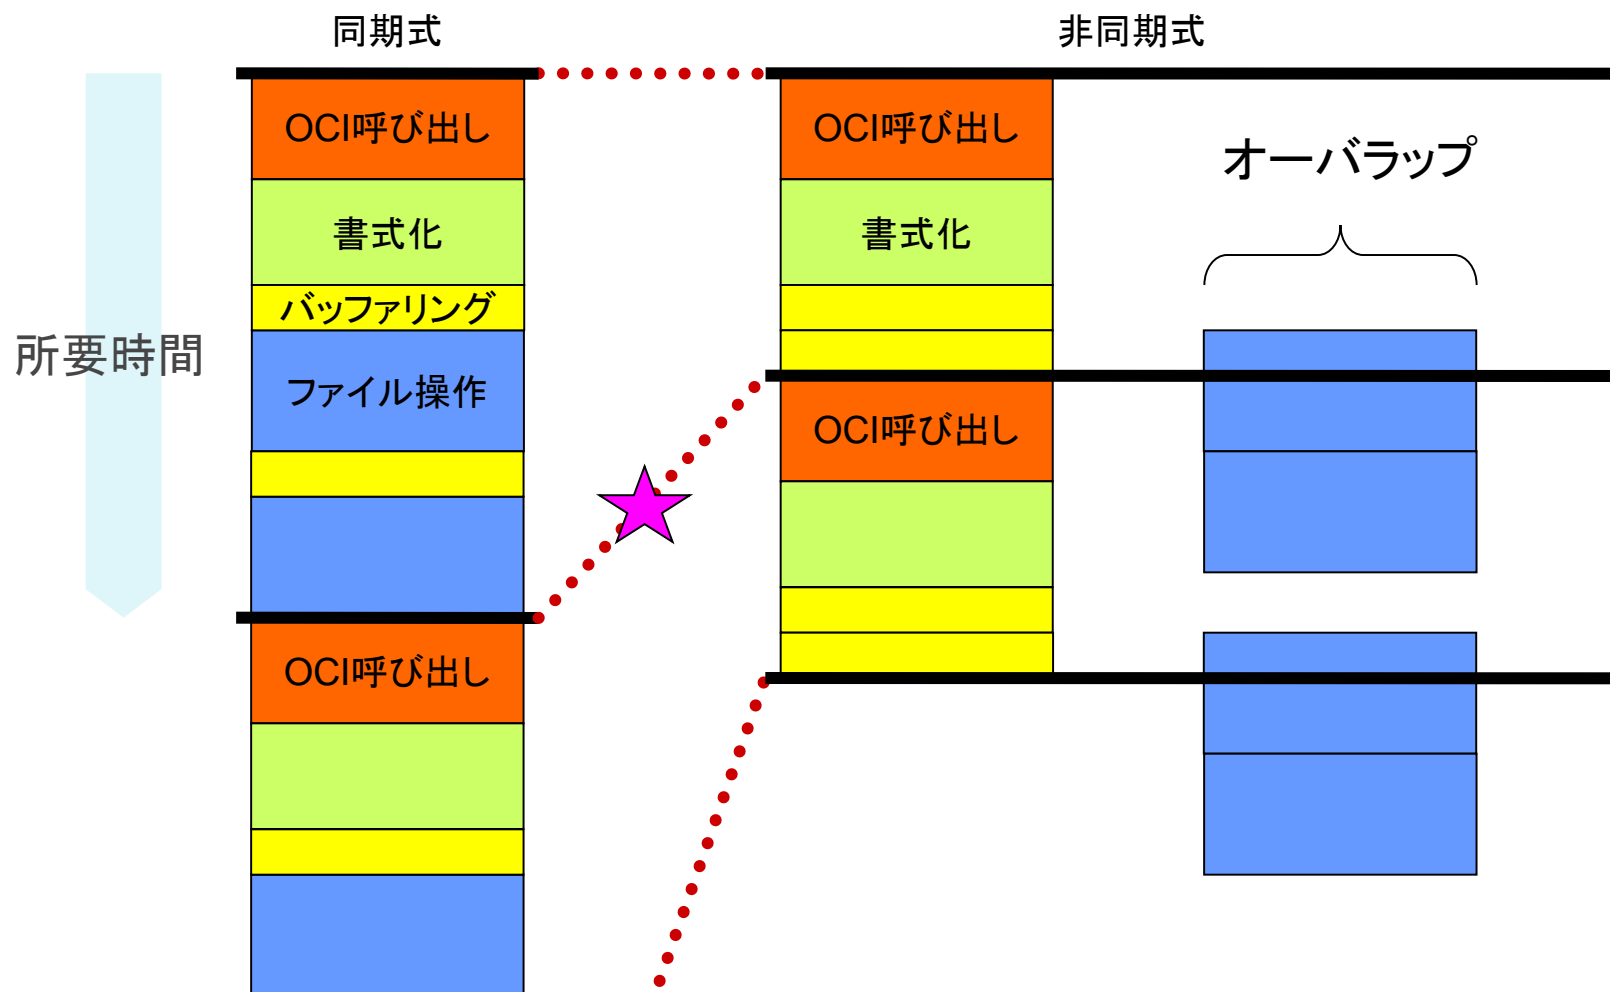 同期式
非同期式
OCI呼び出し
OCI呼び出し
オーバラップ
書式化
書式化
バッファリング
所要時間
ファイル操作
OCI呼び出し
OCI呼び出し